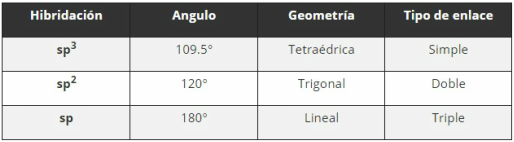 Hibridación Angulo Geometría Tipo de enlace
sp³ 109.5° Tetraédrica Simple
sp² 120° Trigonal Doble
sp 180° Lineal Triple